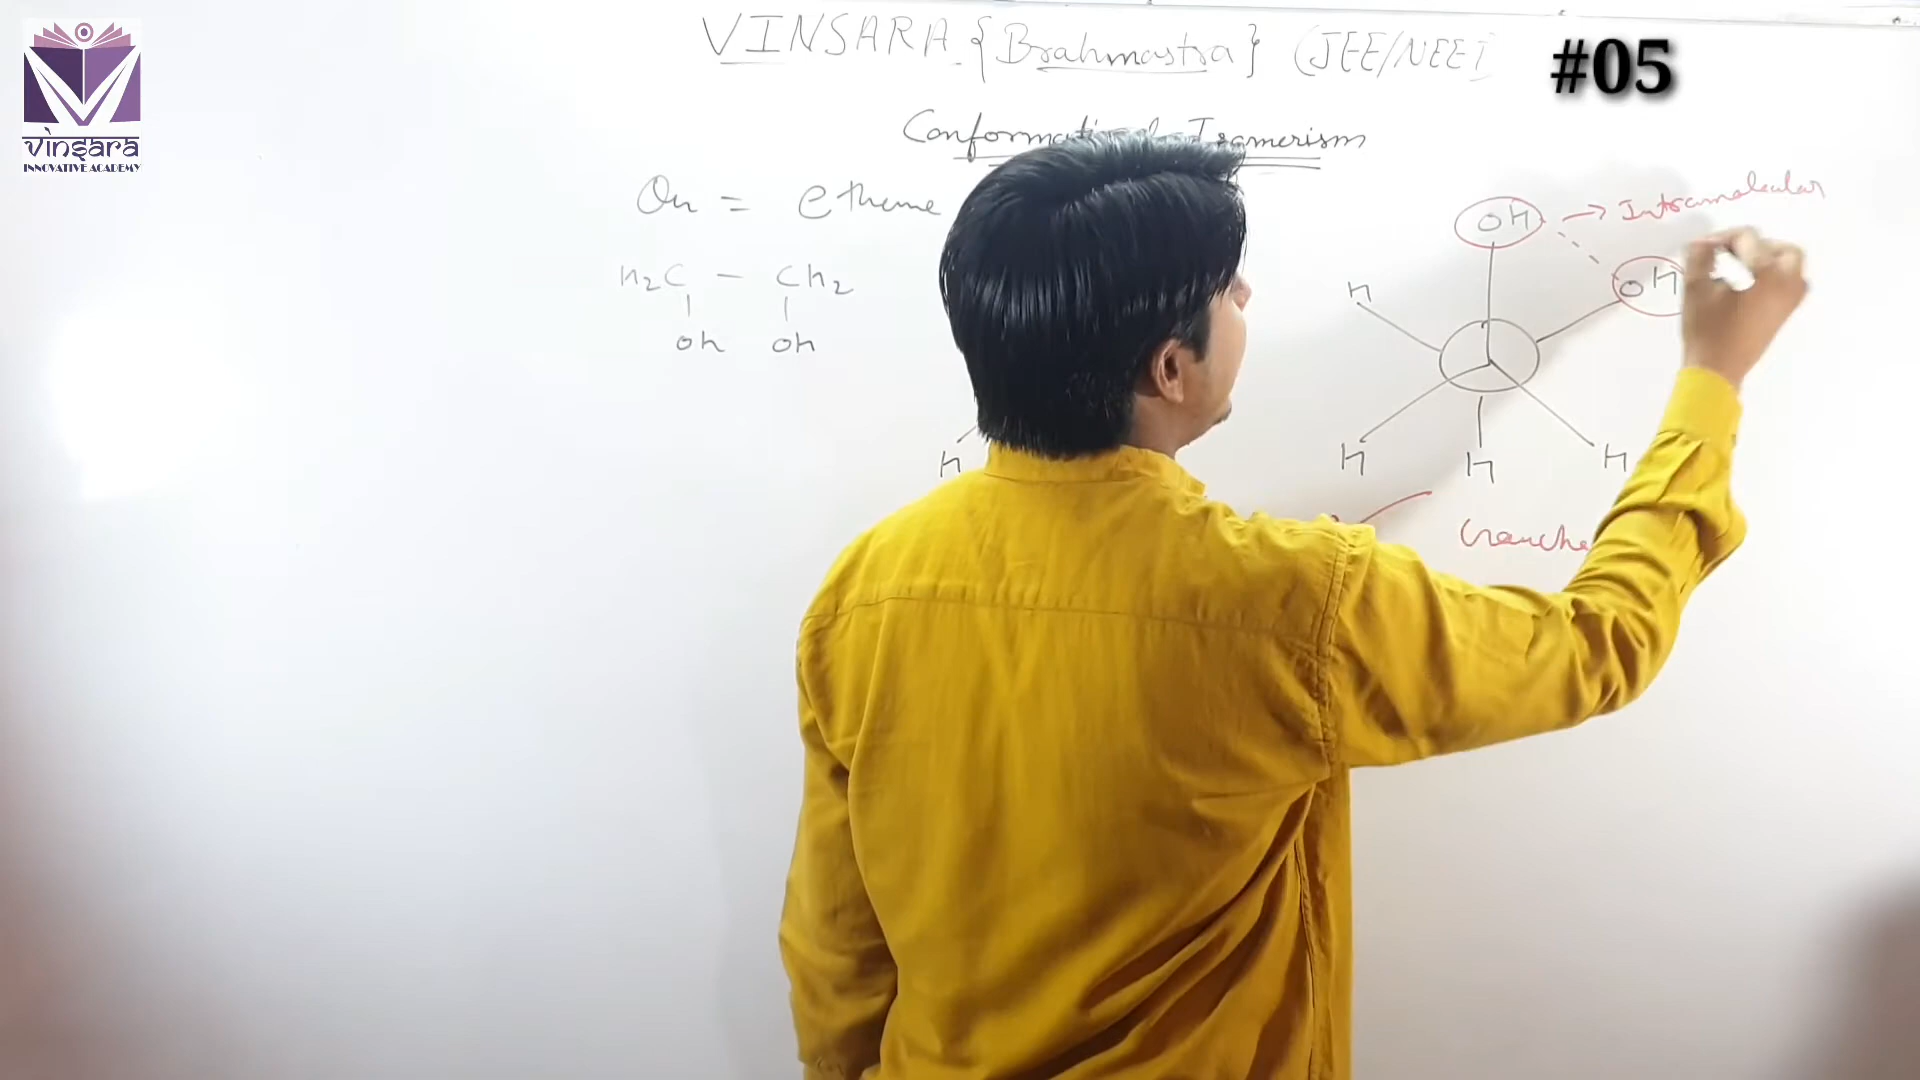 vinsara
INNOVATIVE ACADEMY
VINSARA {Brahmastra} (JEE/NEET)
#05
Conformational Isomerism
Qn = ethene
H2C - CH2
OH OH
OH → Intramolecular
OH
H
H
H
H
H
Gauche